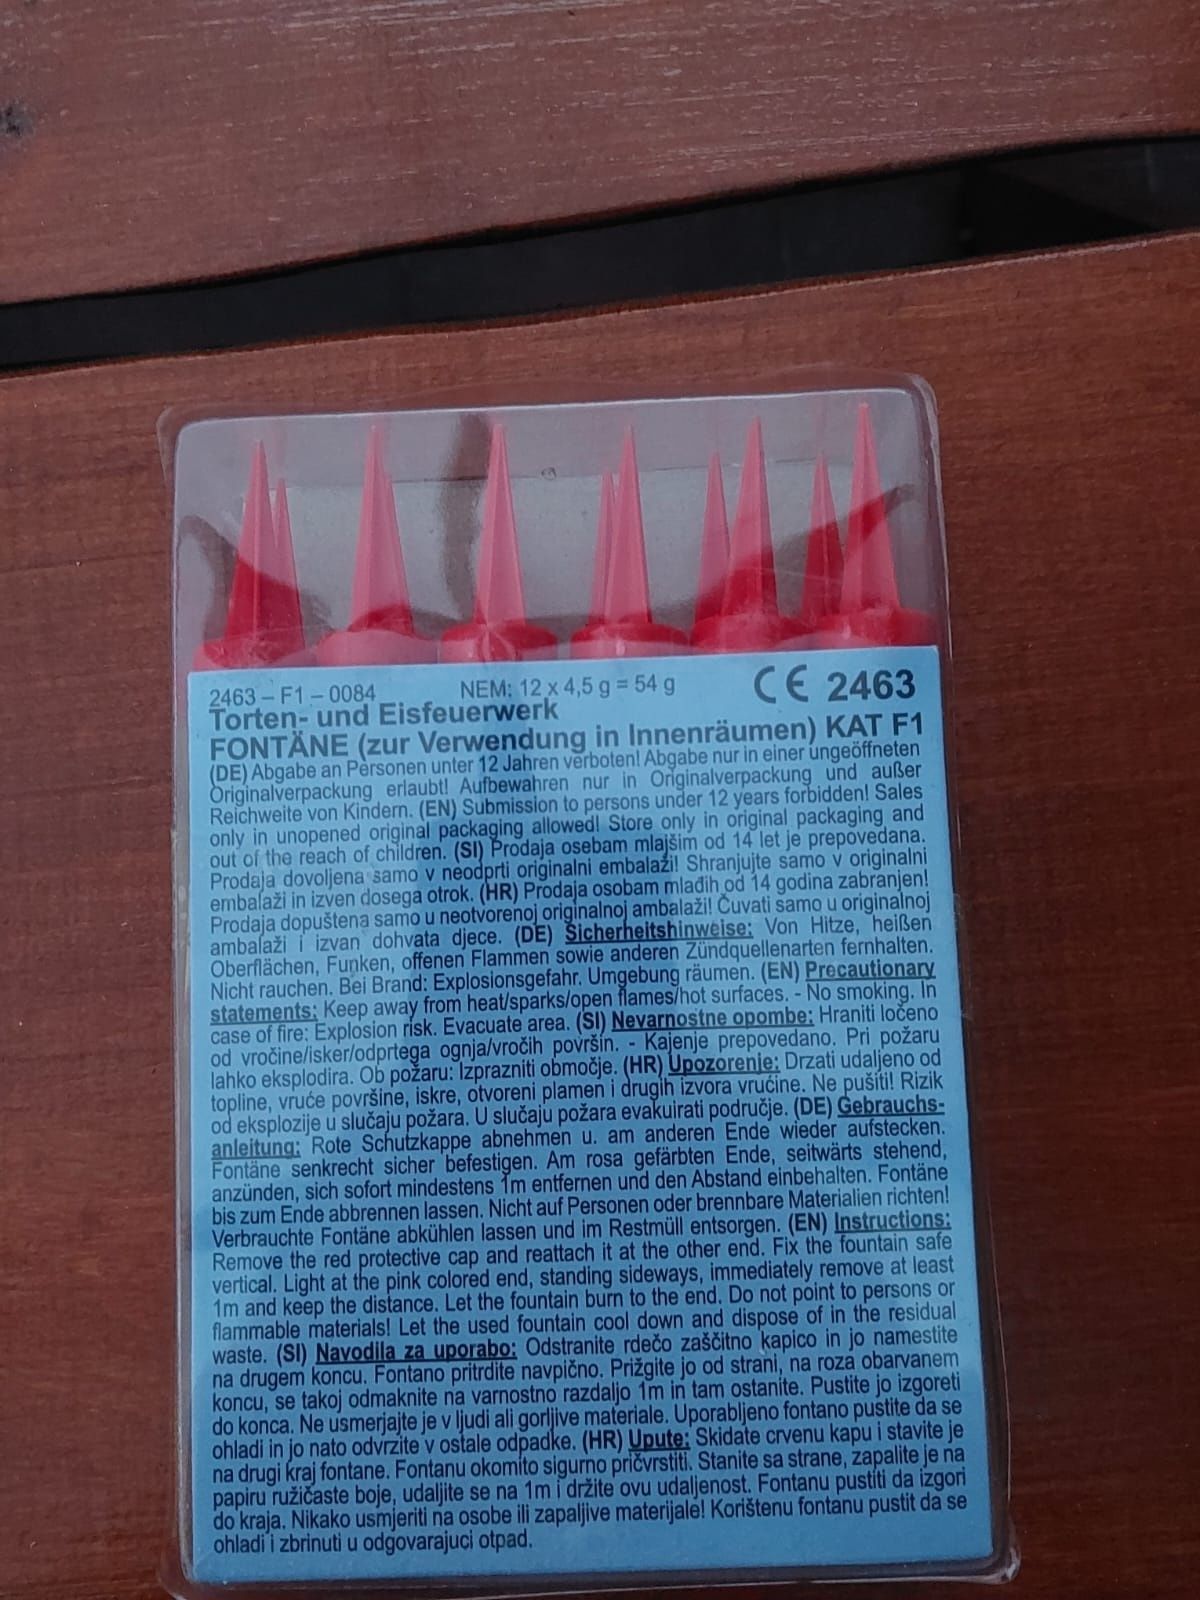 2463 – F1 – 0084 NEM: 12 x 4,5 g = 54 g CE 2463
Torten- und Eisfeuerwerk
FONTÄNE (zur Verwendung in Innenräumen) KAT F1
(DE) Abgabe an Personen unter 12 Jahren verboten! Abgabe nur in einer ungeöffneten
Originalverpackung erlaubt! Aufbewahren nur in Originalverpackung und außer
Reichweite von Kindern. (EN) Submission to persons under 12 years forbidden! Sales
only in unopened original packaging allowed! Store only in original packaging and
out of the reach of children. (SI) Prodaja osebam mlajšim od 14 let je prepovedana.
Prodaja dovoljena samo v neodprti originalni embalaži! Shranjujte samo v originalni
embalaži in izven dosega otrok. (HR) Prodaja osobam mlađih od 14 godina zabranjen!
Prodaja dopuštena samo u neotvorenoj originalnoj ambalaži! Čuvati samo u originalnoj
ambalaži i izvan dohvata djece. (DE) Sicherheitshinweise: Von Hitze, heißen
Oberflächen, Funken, offenen Flammen sowie anderen Zündquellenarten fernhalten.
Nicht rauchen. Bei Brand: Explosionsgefahr. Umgebung räumen. (EN) Precautionary
statements: Keep away from heat/sparks/open flames/hot surfaces. - No smoking. In
case of fire: Explosion risk. Evacuate area. (SI) Nevarnostne opombe: Hraniti ločeno
od vročine/isker/odprtega ognja/vročih površin. - Kajenje prepovedano. Pri požaru
lahko eksplodira. Ob požaru: Izprazniti območje. (HR) Upozorenje: Drzati udaljeno od
topline, vruće površine, iskre, otvoreni plamen i drugih izvora vrućine. Ne pušiti! Rizik
od eksplozije u slučaju požara. U slučaju požara evakuirati područje. (DE) Gebrauchs-
anleitung: Rote Schutzkappe abnehmen u. am anderen Ende wieder aufstecken.
Fontäne senkrecht sicher befestigen. Am rosa gefärbten Ende, seitwärts stehend,
anzünden, sich sofort mindestens 1m entfernen und den Abstand einbehalten. Fontäne
bis zum Ende abbrennen lassen. Nicht auf Personen oder brennbare Materialien richten!
Verbrauchte Fontäne abkühlen lassen und im Restmüll entsorgen. (EN) Instructions:
Remove the red protective cap and reattach it at the other end. Fix the fountain safe
vertical. Light at the pink colored end, standing sideways, immediately remove at least
1m and keep the distance. Let the fountain burn to the end. Do not point to persons or
flammable materials! Let the used fountain cool down and dispose of in the residual
waste. (SI) Navodila za uporabo: Odstranite rdečo zaščitno kapico in jo namestite
na drugem koncu. Fontano pritrdite navpično. Prižgite jo od strani, na roza obarvanem
koncu, se takoj odmaknite na varnostno razdaljo 1m in tam ostanite. Pustite jo izgoreti
do konca. Ne usmerjajte je v ljudi ali gorljive materiale. Uporabljeno fontano pustite da se
ohladi in jo nato odvrzite v ostale odpadke. (HR) Upute: Skidate crvenu kapu i stavite je
na drugi kraj fontane. Fontanu okomito sigurno pričvrstiti. Stanite sa strane, zapalite je na
papiru ružičaste boje, udaljite se na 1m i držite ovu udaljenost. Fontanu pustiti da izgori
do kraja. Nikako usmjeriti na osobe ili zapaljive materijale! Korištenu fontanu pustit da se
ohladi i zbrinuti u odgovarajuci otpad.